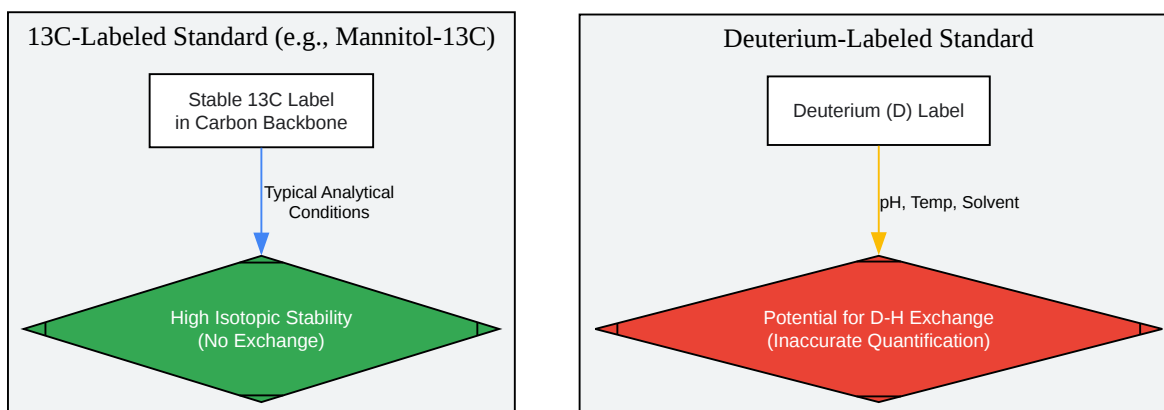 13C-Labeled Standard (e.g., Mannitol-13C)
Stable 13C Label
in Carbon Backbone
Typical Analytical
Conditions
High Isotopic Stability
(No Exchange)
Deuterium-Labeled Standard
Deuterium (D) Label
pH, Temp, Solvent
Potential for D-H Exchange
(Inaccurate Quantification)